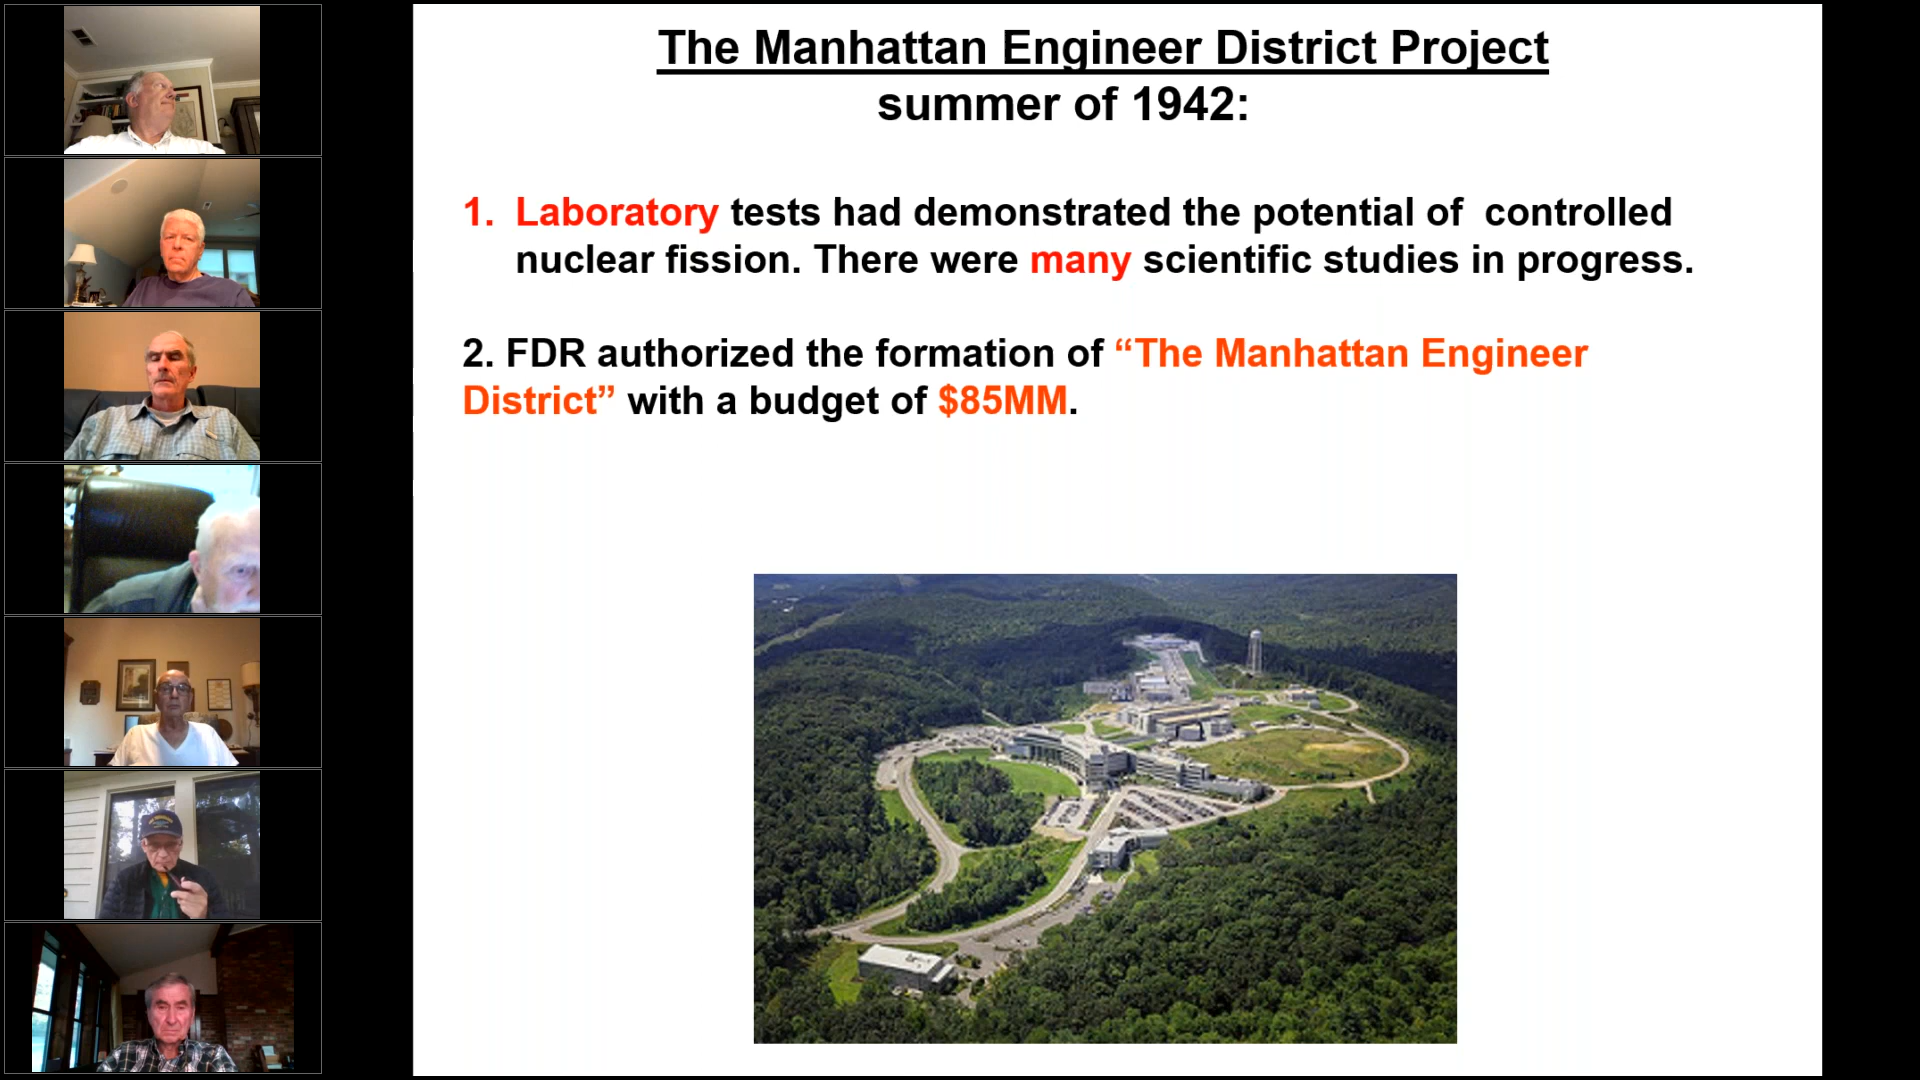 The Manhattan Engineer District Project
summer of 1942:
1. Laboratory tests had demonstrated the potential of controlled
nuclear fission. There were many scientific studies in progress.
2. FDR authorized the formation of “The Manhattan Engineer
District” with a budget of $85MM.